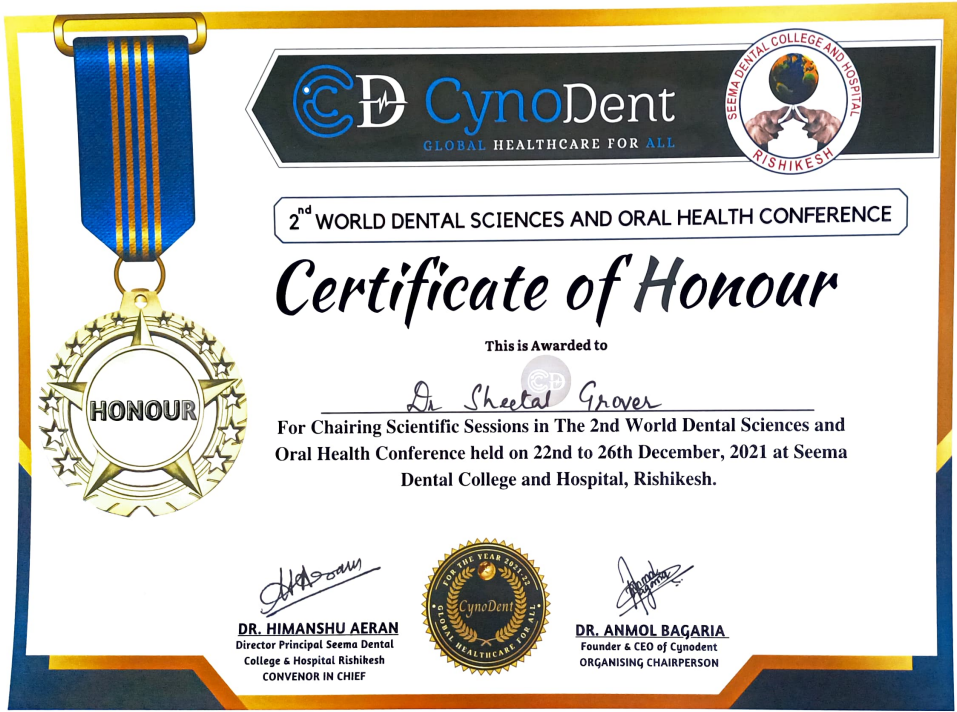 CD CynoDent
GLOBAL HEALTHCARE FOR ALL
SEEMA DENTAL COLLEGE AND HOSPITAL
RISHIKESH
2nd WORLD DENTAL SCIENCES AND ORAL HEALTH CONFERENCE
Certificate of Honour
This is Awarded to
CD
Dr Sheetal Grover
HONOUR
For Chairing Scientific Sessions in The 2nd World Dental Sciences and
Oral Health Conference held on 22nd to 26th December, 2021 at Seema
Dental College and Hospital, Rishikesh.
FOR THE YEAR 2021-22
CynoDent
GLOBAL HEALTHCARE FOR ALL
DR. HIMANSHU AERAN
Director Principal Seema Dental
College & Hospital Rishikesh
CONVENOR IN CHIEF
DR. ANMOL BAGARIA
Founder & CEO of Cynodent
ORGANISING CHAIRPERSON